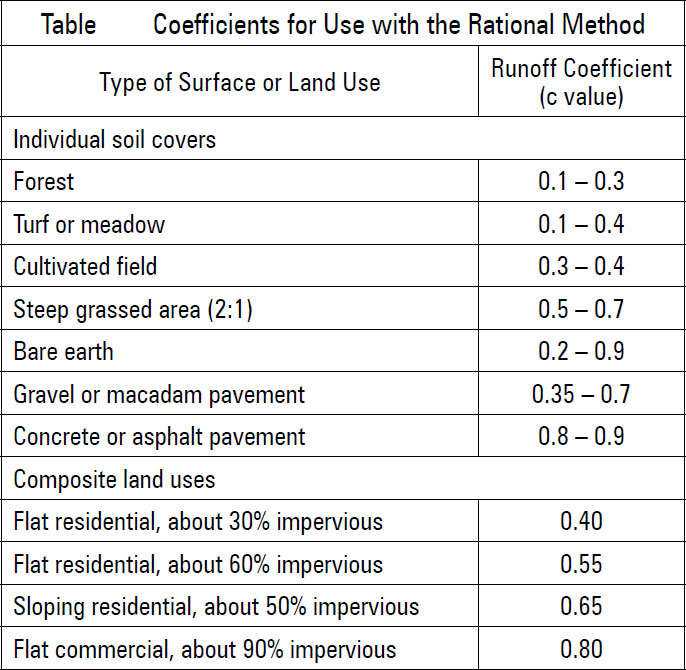 Table Coefficients for Use with the Rational Method
Type of Surface or Land Use
Runoff Coefficient
(c value)
Individual soil covers
Forest 0.1 – 0.3
Turf or meadow 0.1 – 0.4
Cultivated field 0.3 – 0.4
Steep grassed area (2:1) 0.5 – 0.7
Bare earth 0.2 – 0.9
Gravel or macadam pavement 0.35 – 0.7
Concrete or asphalt pavement 0.8 – 0.9
Composite land uses
Flat residential, about 30% impervious 0.40
Flat residential, about 60% impervious 0.55
Sloping residential, about 50% impervious 0.65
Flat commercial, about 90% impervious 0.80